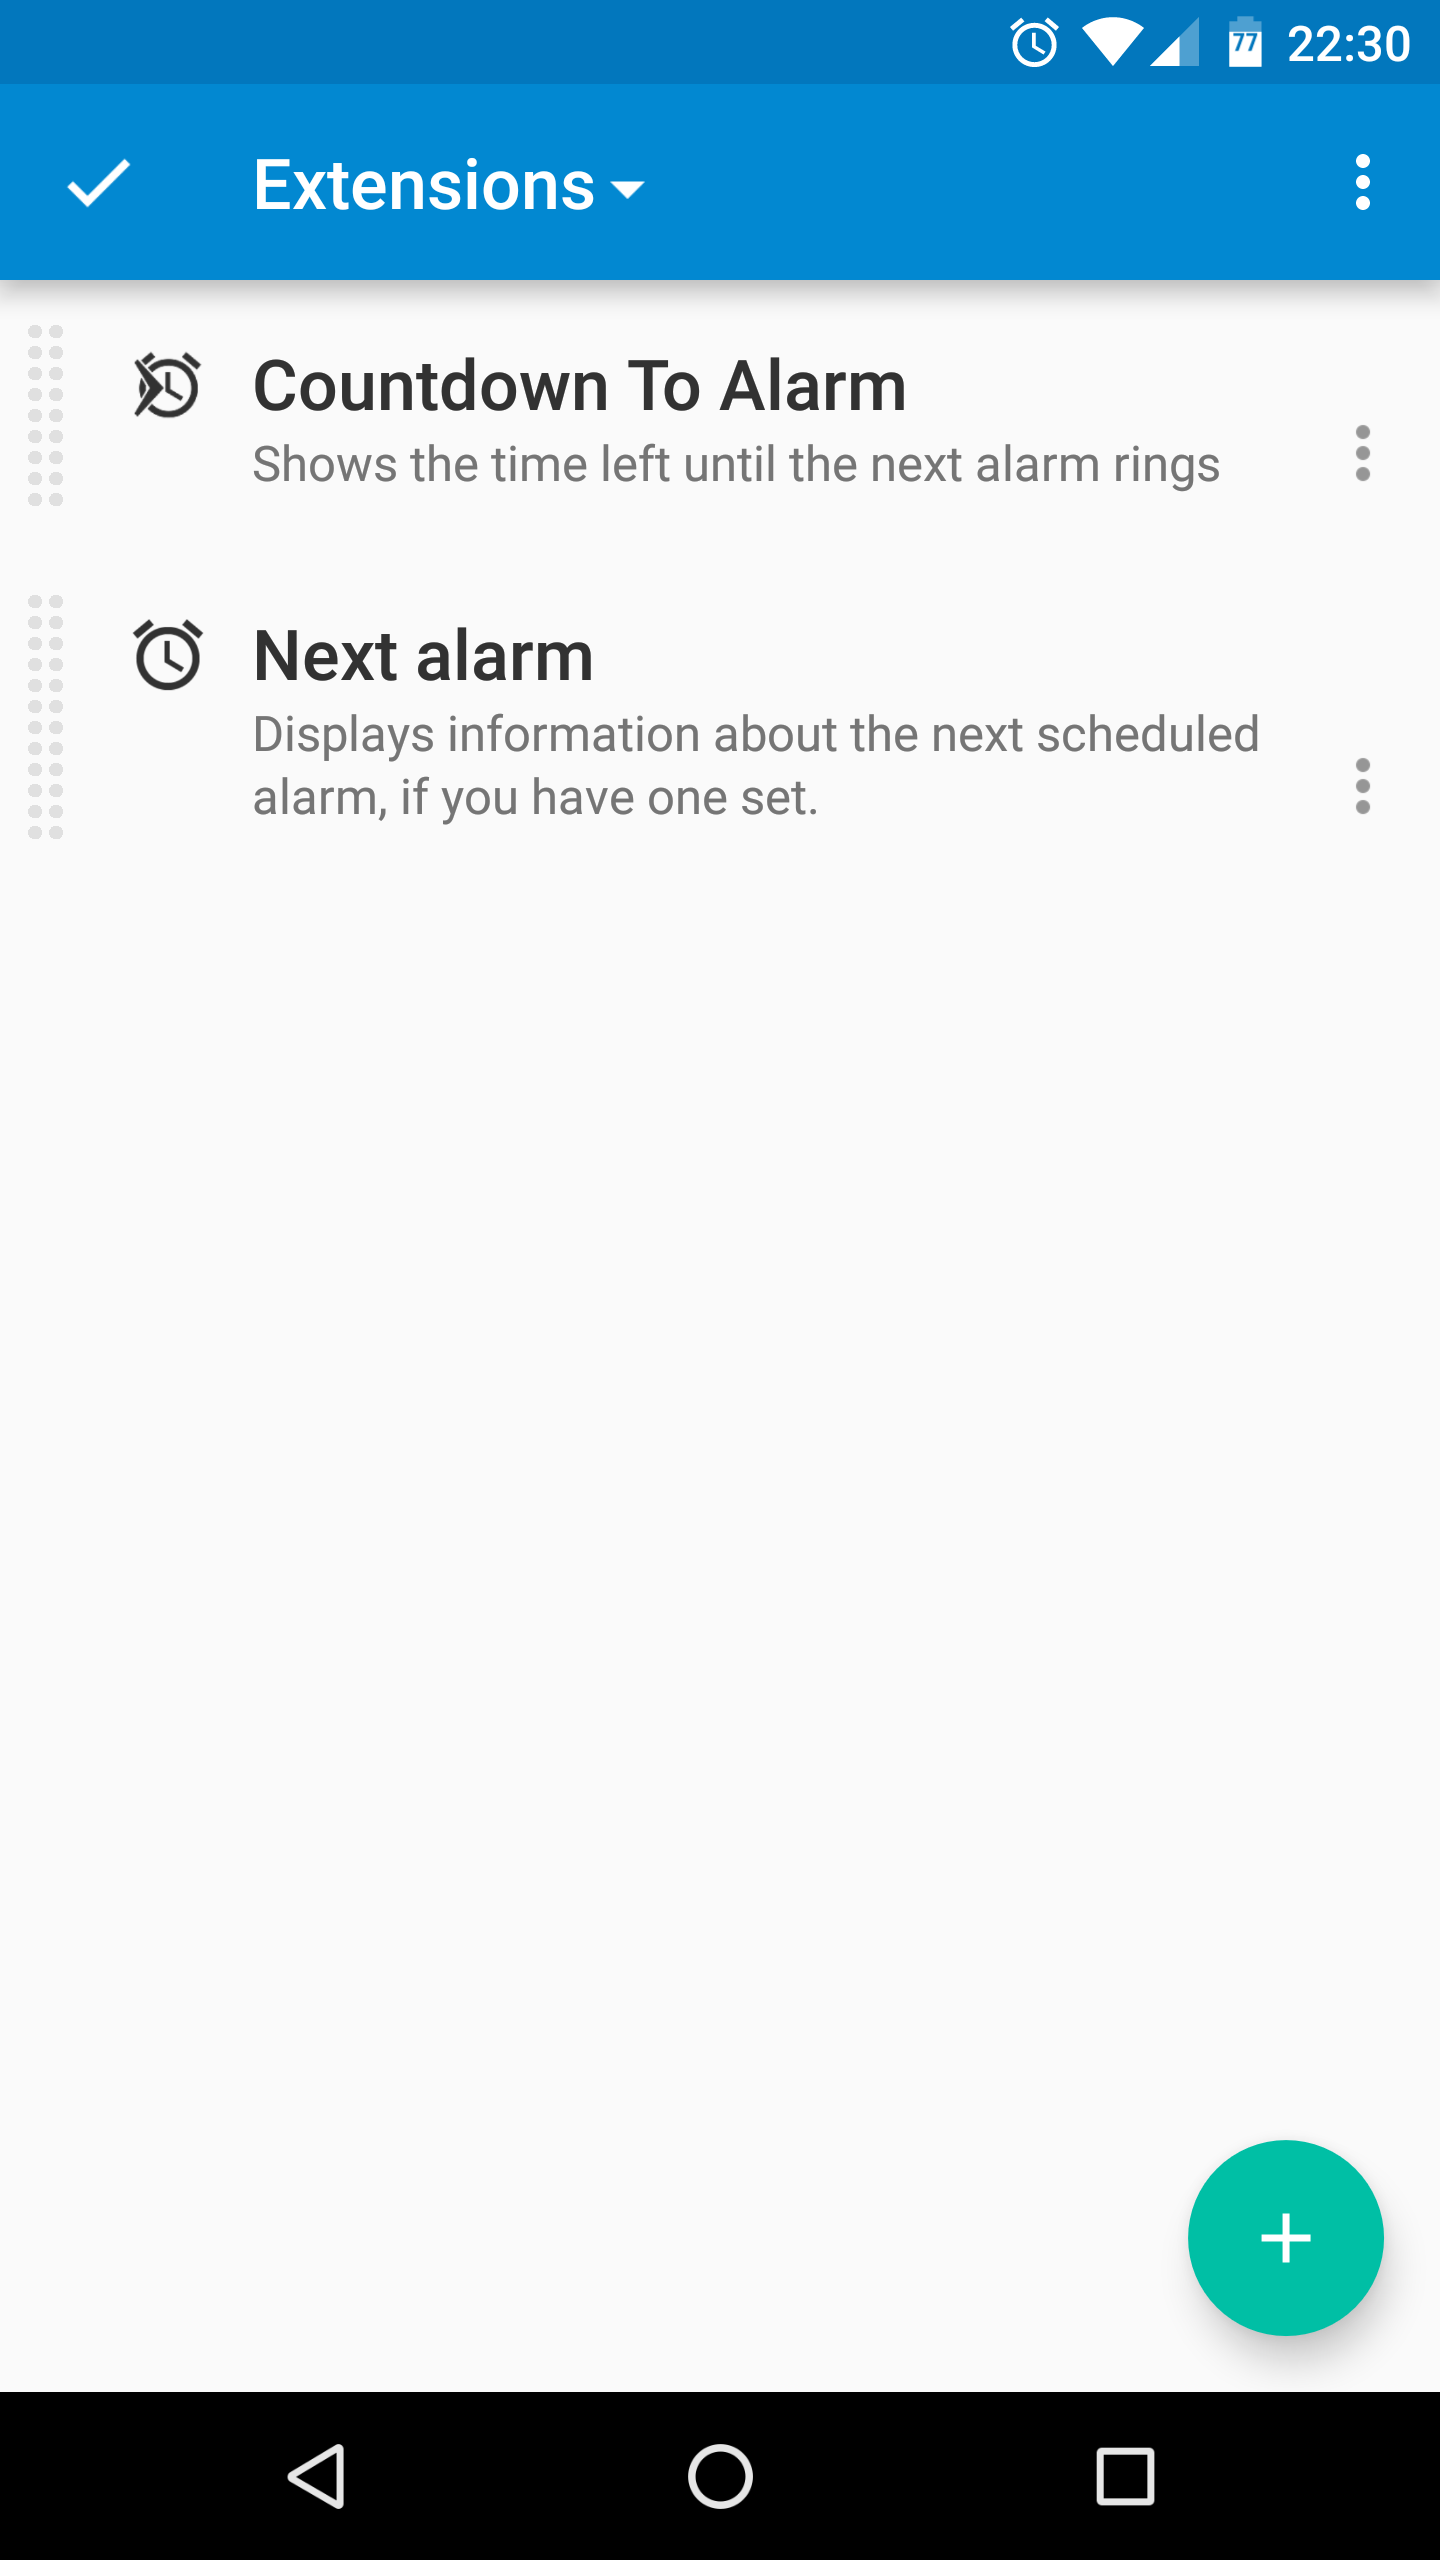 77 22:30
Extensions
Countdown To Alarm
Shows the time left until the next alarm rings
Next alarm
Displays information about the next scheduled
alarm, if you have one set.